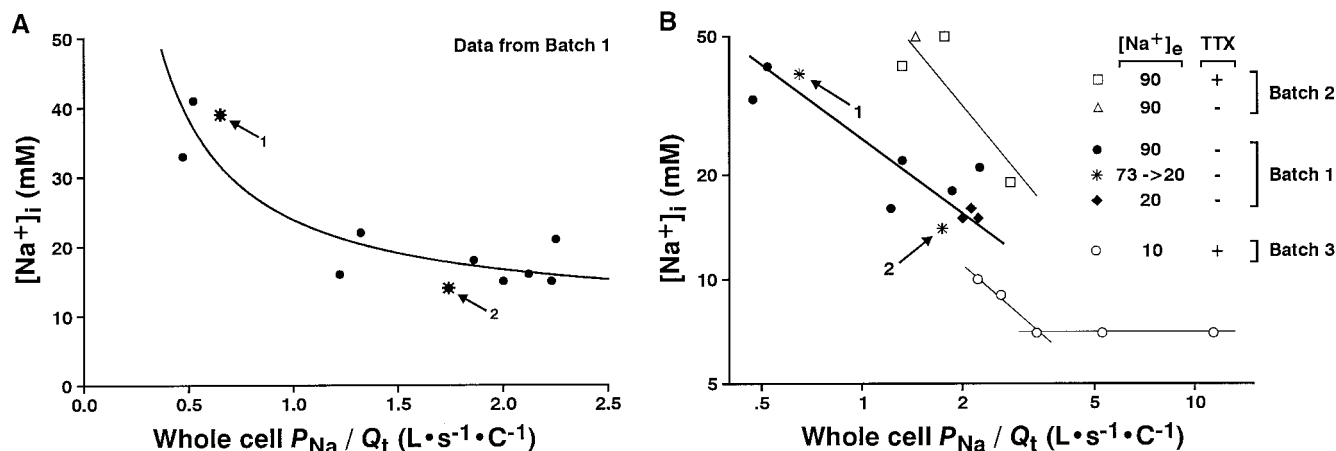 A
Data from Batch 1
50
40
30
20
10
0
[Na+]i (mM)
1
2
0.0 0.5 1.0 1.5 2.0 2.5
Whole cell PNa / Qt (L•s-1•C-1)
B
50
20
10
5
[Na+]i (mM)
1
2
[Na+]e TTX
90 + Batch 2
90 -
90 - Batch 1
73 ->20 -
20 -
10 + Batch 3
.5 1 2 5 10
Whole cell PNa / Qt (L•s-1•C-1)